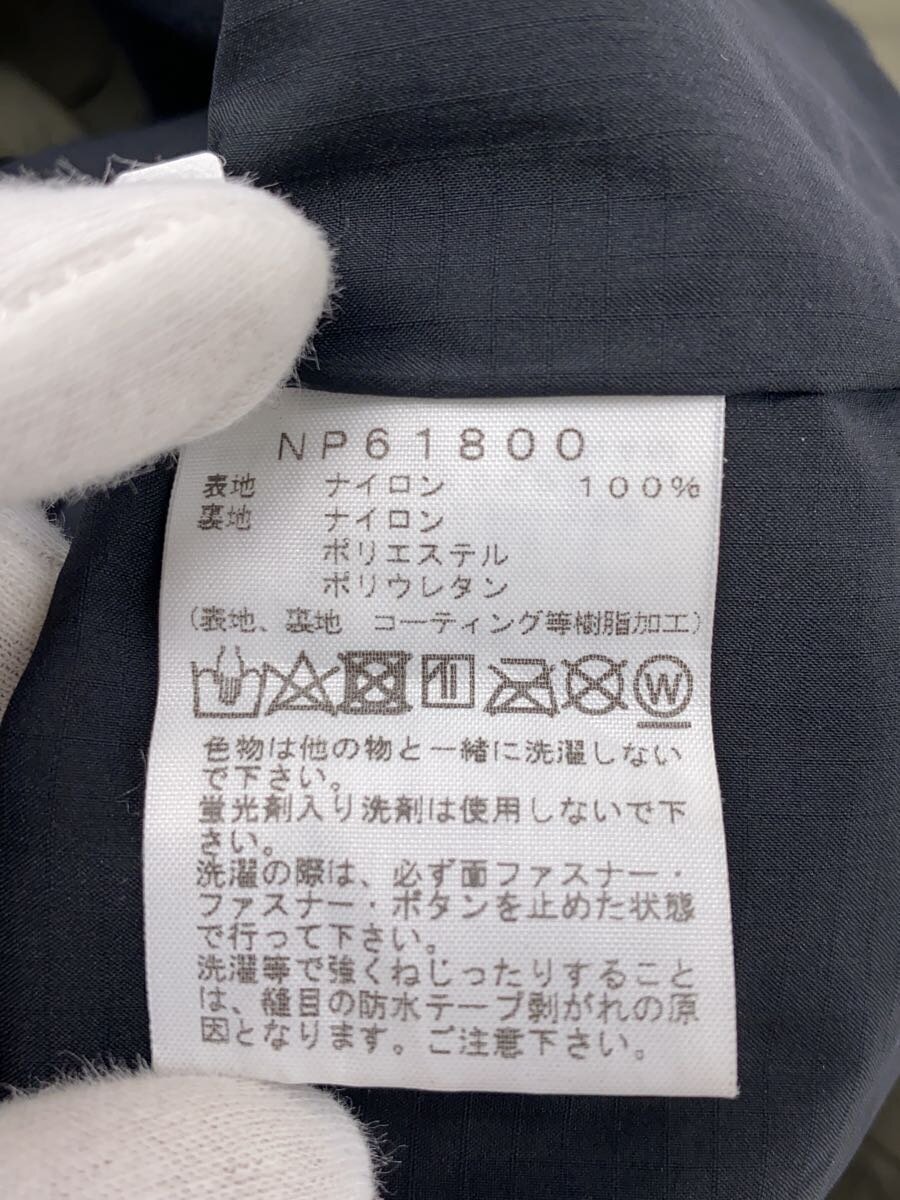 NP61800
表地 ナイロン 100%
裏地 ナイロン
ポリエステル
ポリウレタン
(表地、裏地 コーティング等樹脂加工)
W
色物は他の物と一緒に洗濯しない
で下さい。
蛍光剤入り洗剤は使用しないで下
さい。
洗濯の際は、必ず面ファスナー・
ファスナー・ボタンを止めた状態
で行って下さい。
洗濯等で強くねじったりすること
は、縫目の防水テープ剥がれの原
因となります。ご注意下さい。